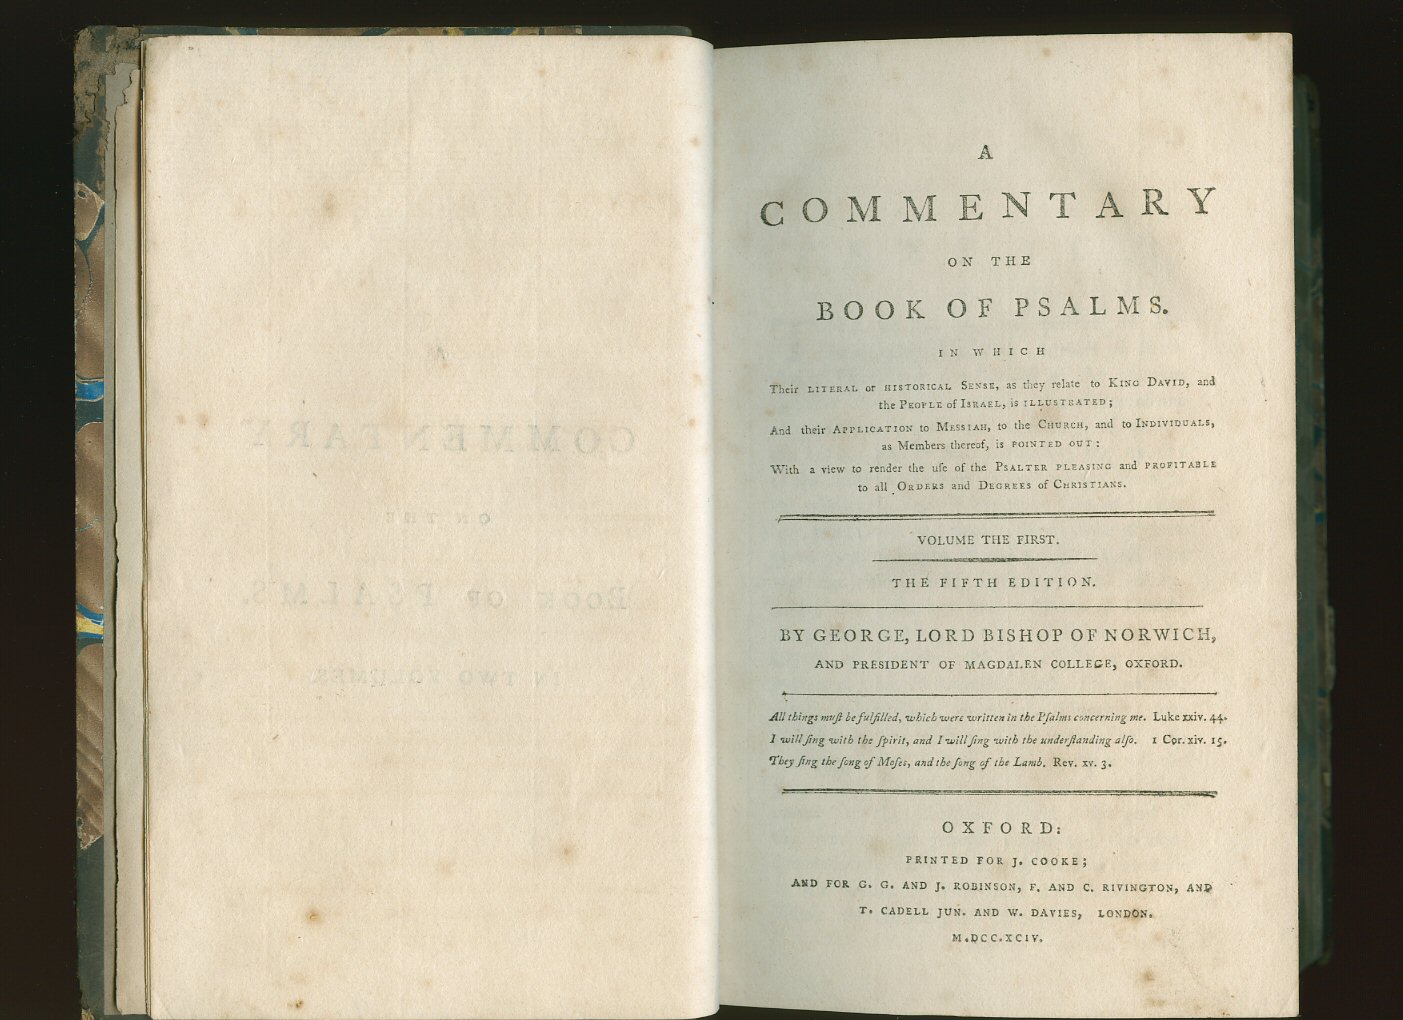 A
COMMENTARY
ON THE
BOOK OF PSALMS.
IN WHICH
Their LITERAL or HISTORICAL SENSE, as they relate to KING DAVID, and
the PEOPLE of ISRAEL, is ILLUSTRATED;
And their APPLICATION to MESSIAH, to the CHURCH, and to INDIVIDUALS,
as Members thereof, is POINTED OUT:
With a view to render the uſe of the PSALTER PLEASING and PROFITABLE
to all ORDERS and DEGREES of CHRISTIANS.
VOLUME THE FIRST.
THE FIFTH EDITION.
BY GEORGE, LORD BISHOP OF NORWICH,
AND PRESIDENT OF MAGDALEN COLLEGE, OXFORD.
All things muſt be fulfilled, which were written in the Pſalms concerning me. Luke xxiv. 44.
I will ſing with the ſpirit, and I will ſing with the underſtanding alſo. 1 Cor. xiv. 15.
They ſing the ſong of Moſes, and the ſong of the Lamb. Rev. xv. 3.
OXFORD:
PRINTED FOR J. COOKE;
AND FOR G. G. AND J. ROBINSON, F. AND C. RIVINGTON, AND
T. CADELL JUN. AND W. DAVIES, LONDON.
M.DCC.XCIV.